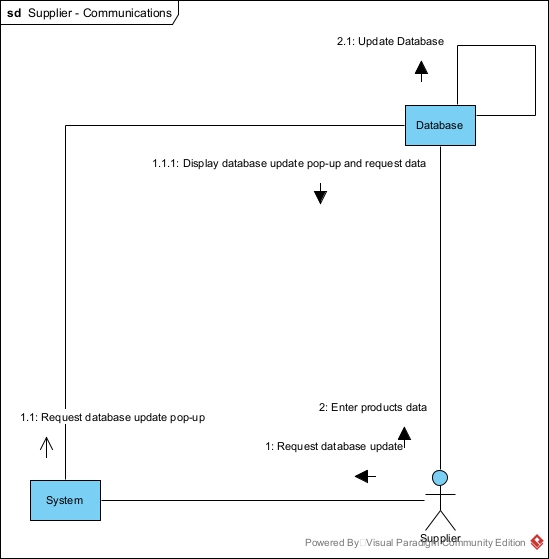 sd Supplier - Communications
2.1: Update Database
Database
1.1.1: Display database update pop-up and request data
2: Enter products data
1.1: Request database update pop-up
1: Request database update
System
Supplier
Powered By Visual Paradigm Community Edition